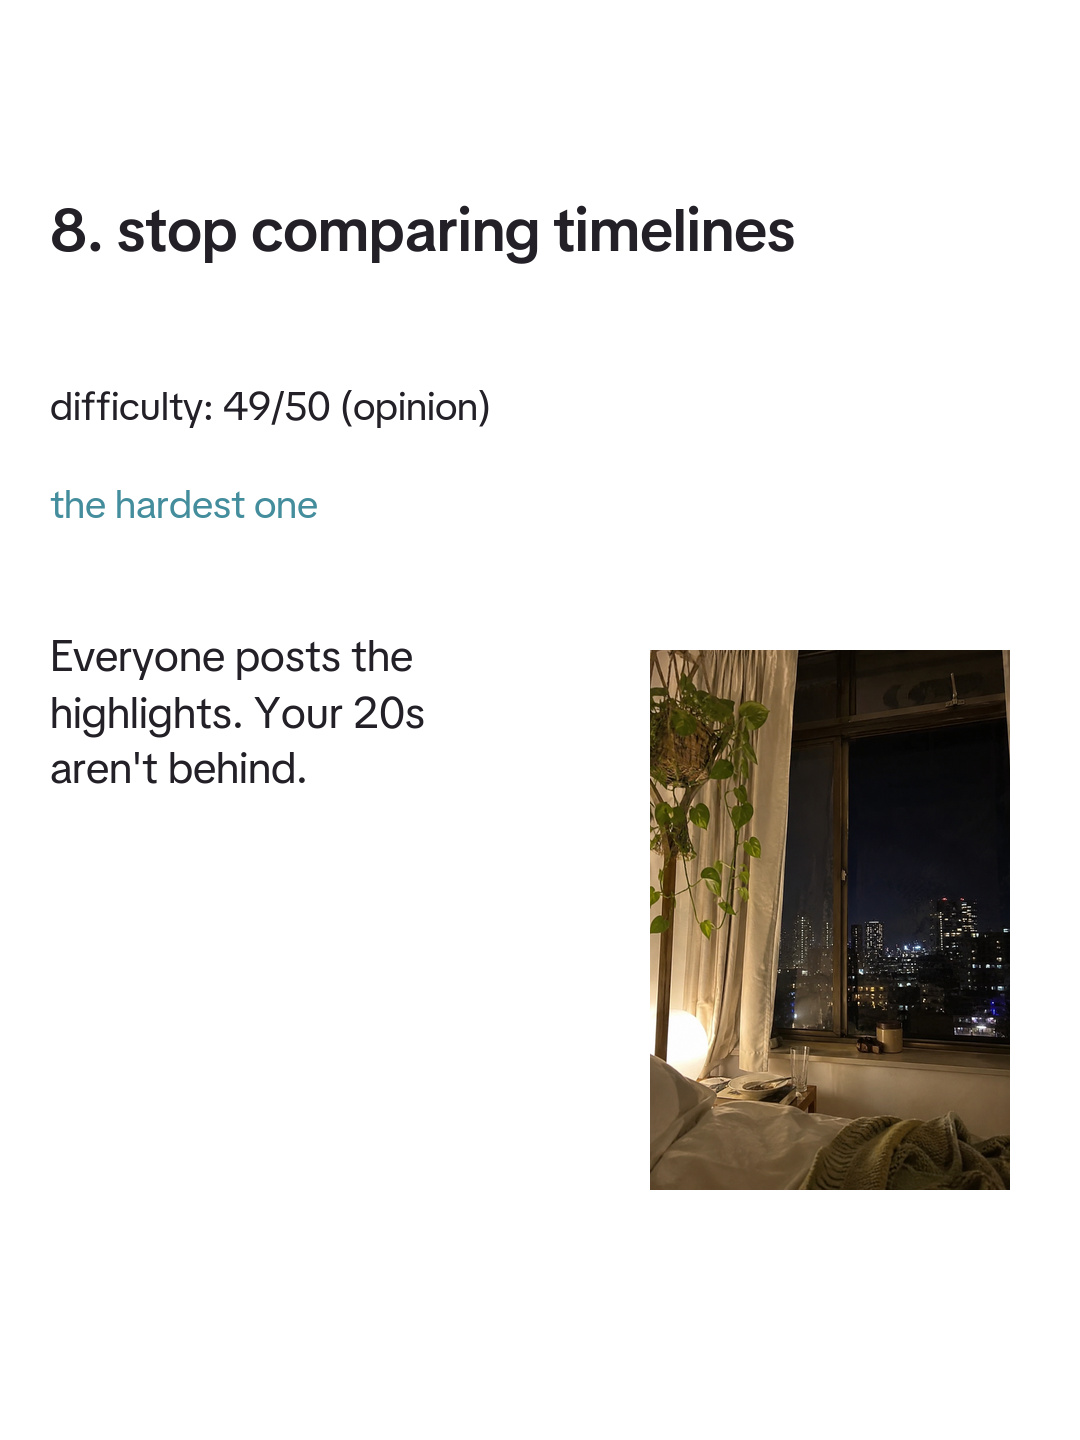 8. stop comparing timelines
difficulty: 49/50 (opinion)
the hardest one
Everyone posts the
highlights. Your 20s
aren't behind.